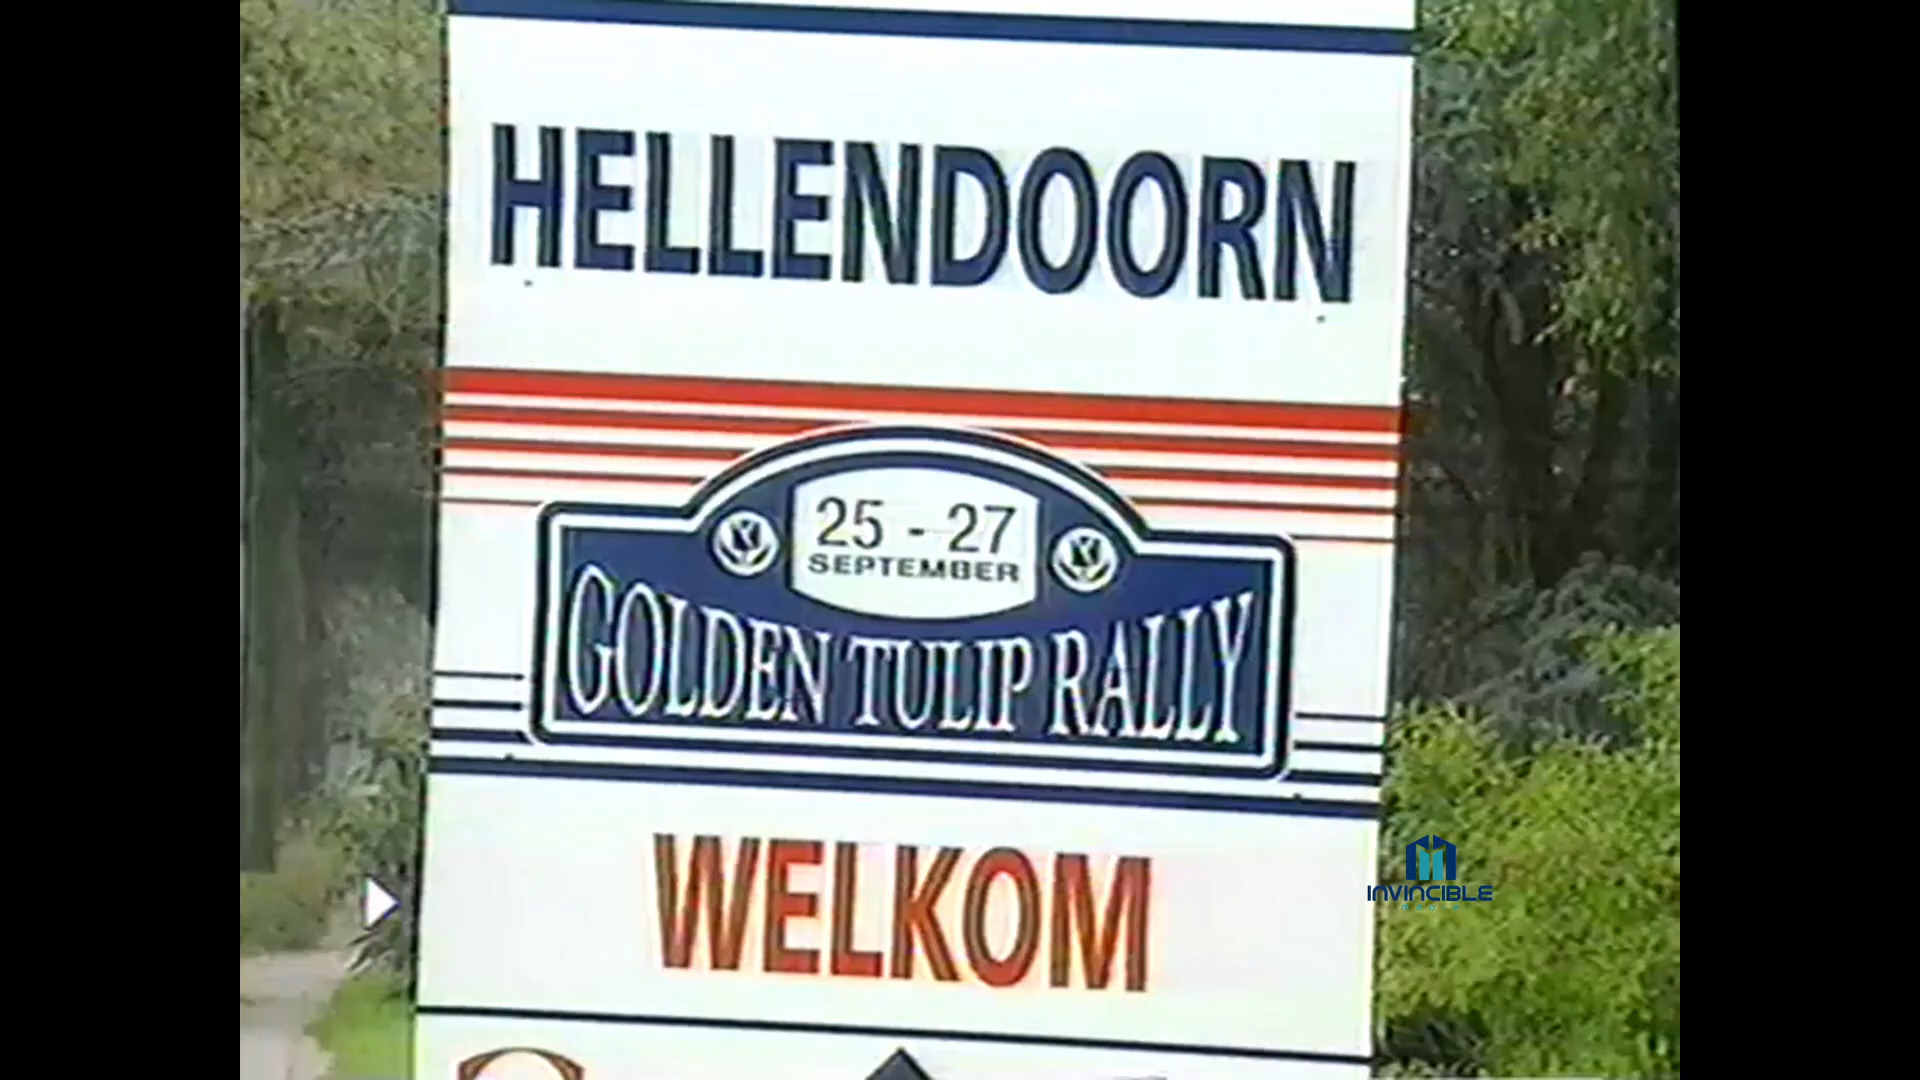 HELLENDOORN
25 - 27
SEPTEMBER
GOLDEN TULIP RALLY
WELKOM
INVINCIBLE